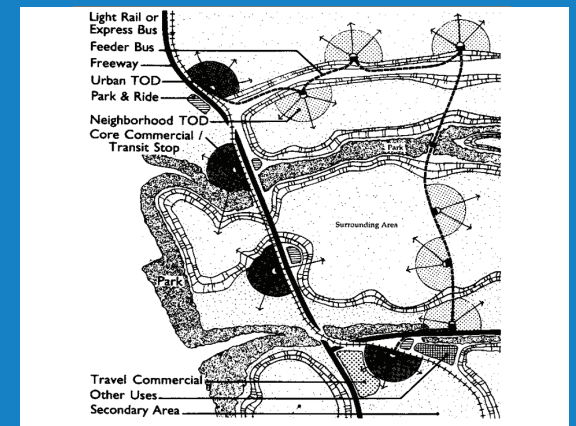 Light Rail or
Express Bus
Feeder Bus
Freeway
Urban TOD
Park & Ride
Neighborhood TOD
Core Commercial /
Transit Stop
Park
Surrounding Area
Park
Travel Commercial
Other Uses
Secondary Area